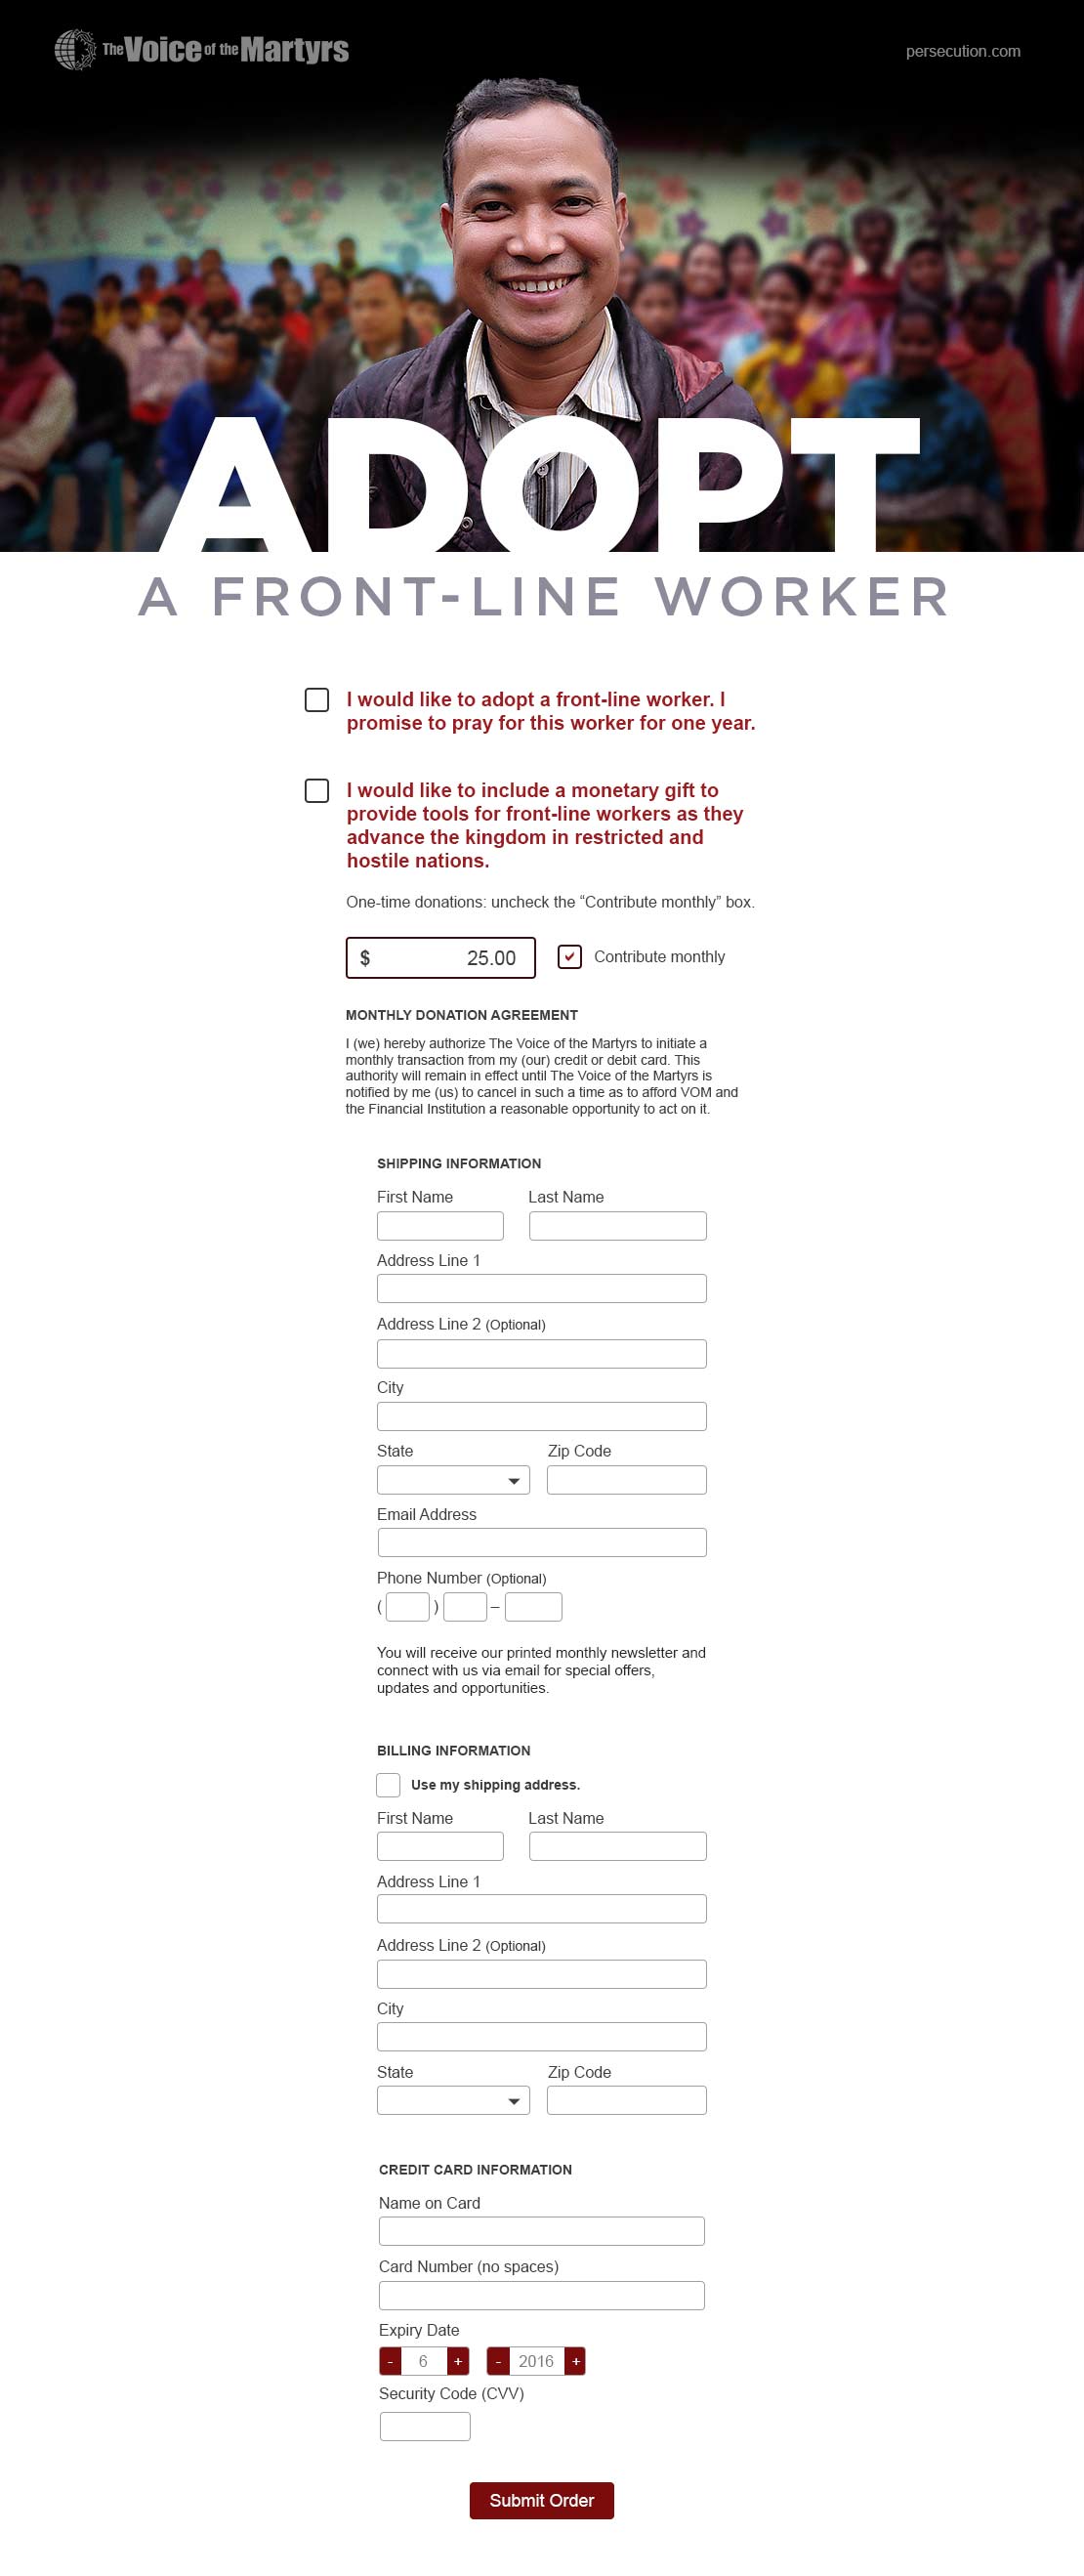 The Voice of the Martyrs
persecution.com
ADOPT
A FRONT-LINE WORKER
I would like to adopt a front-line worker. I
promise to pray for this worker for one year.
I would like to include a monetary gift to
provide tools for front-line workers as they
advance the kingdom in restricted and
hostile nations.
One-time donations: uncheck the “Contribute monthly” box.
$ 25.00 Contribute monthly
MONTHLY DONATION AGREEMENT
I (we) hereby authorize The Voice of the Martyrs to initiate a
monthly transaction from my (our) credit or debit card. This
authority will remain in effect until The Voice of the Martyrs is
notified by me (us) to cancel in such a time as to afford VOM and
the Financial Institution a reasonable opportunity to act on it.
SHIPPING INFORMATION
First Name Last Name
Address Line 1
Address Line 2 (Optional)
City
State Zip Code
Email Address
Phone Number (Optional)
( ) –
You will receive our printed monthly newsletter and
connect with us via email for special offers,
updates and opportunities.
BILLING INFORMATION
Use my shipping address.
First Name Last Name
Address Line 1
Address Line 2 (Optional)
City
State Zip Code
CREDIT CARD INFORMATION
Name on Card
Card Number (no spaces)
Expiry Date
- 6 + - 2016 +
Security Code (CVV)
Submit Order